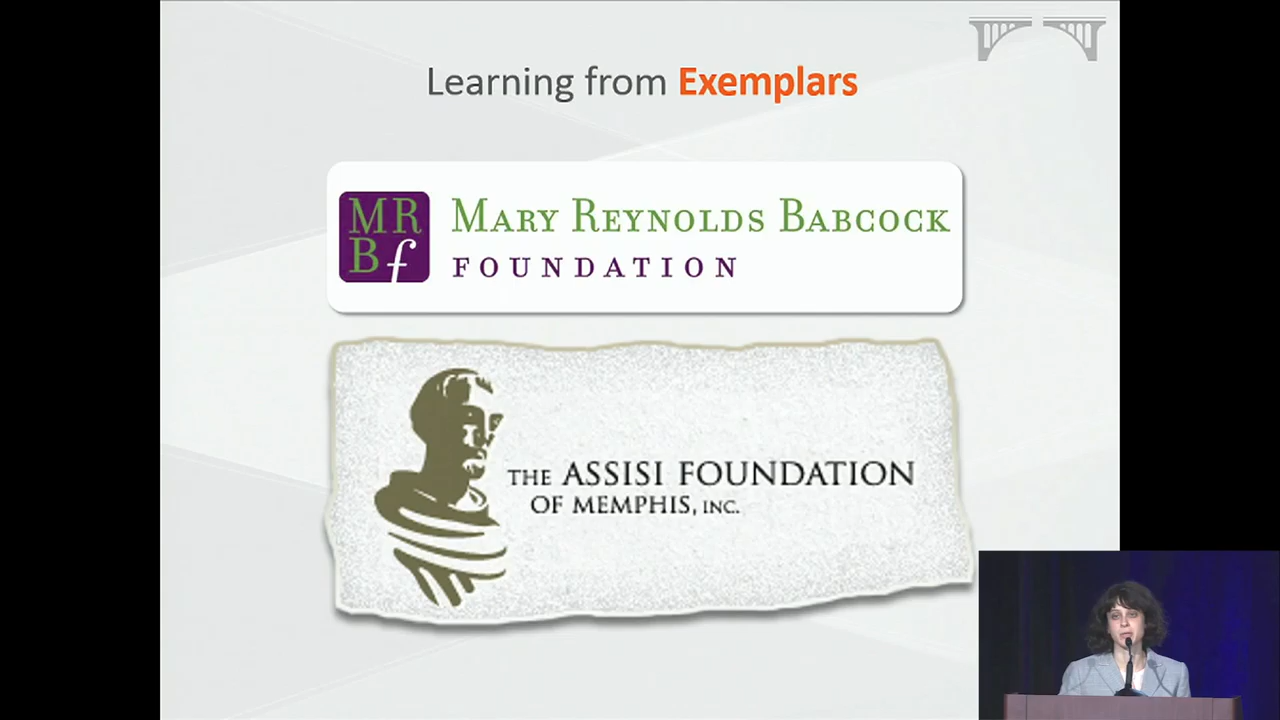 Learning from Exemplars
MR
Bf
MARY REYNOLDS BABCOCK
FOUNDATION
THE ASSISI FOUNDATION
OF MEMPHIS, INC.